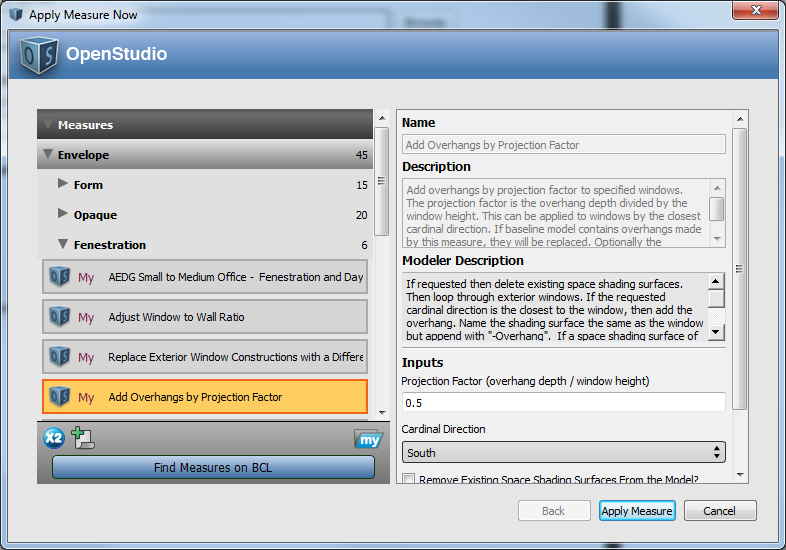 Apply Measure Now
OS
OpenStudio
Measures
Envelope 45
Form 15
Opaque 20
Fenestration 6
OS My AEDG Small to Medium Office - Fenestration and Day
OS My Adjust Window to Wall Ratio
OS My Replace Exterior Window Constructions with a Differe
OS My Add Overhangs by Projection Factor
X2
my
Find Measures on BCL
Name
Add Overhangs by Projection Factor
Description
Add overhangs by projection factor to specified windows.
The projection factor is the overhang depth divided by the
window height. This can be applied to windows by the closest
cardinal direction. If baseline model contains overhangs made
by this measure, they will be replaced. Optionally the
Modeler Description
If requested then delete existing space shading surfaces.
Then loop through exterior windows. If the requested
cardinal direction is the closest to the window, then add the
overhang. Name the shading surface the same as the window
but append with "-Overhang". If a space shading surface of
Inputs
Projection Factor (overhang depth / window height)
0.5
Cardinal Direction
South
Remove Existing Space Shading Surfaces From the Model?
Back
Apply Measure
Cancel